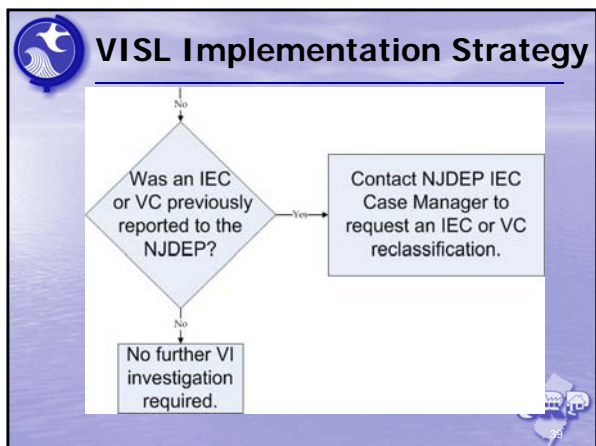 VISL Implementation Strategy
No
Was an IEC
or VC previously
reported to the
NJDEP?
Yes
Contact NJDEP IEC
Case Manager to
request an IEC or VC
reclassification.
No
No further VI
investigation
required.
39